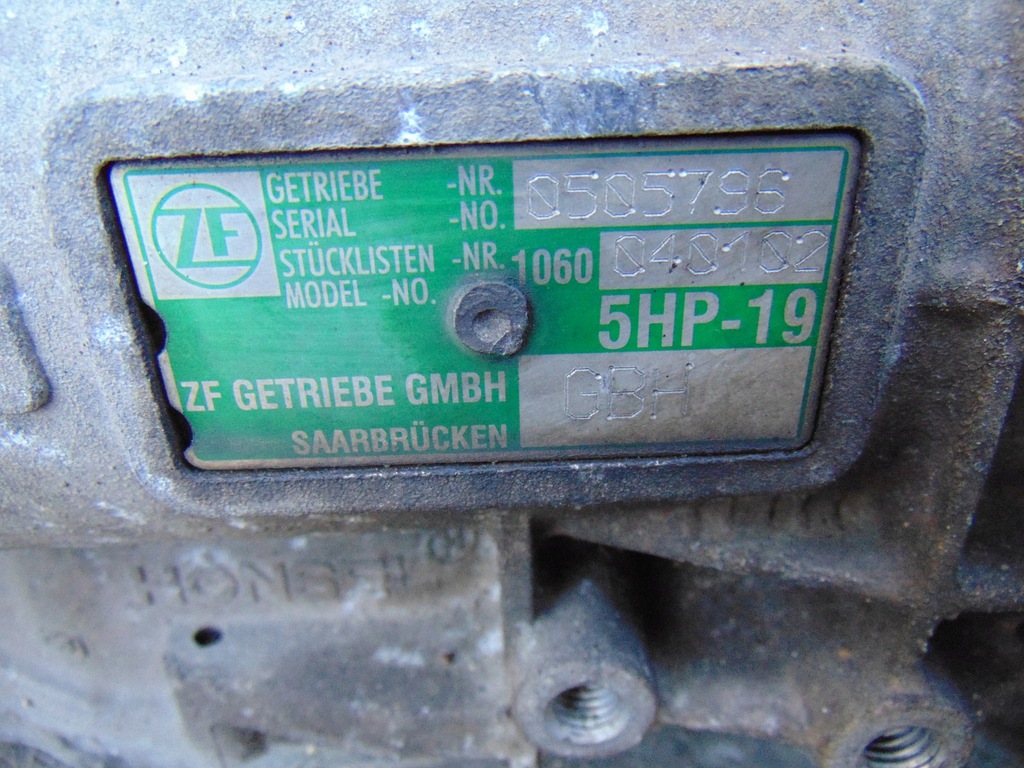 ZF
GETRIEBE -NR. 0505796
SERIAL -NO.
STÜCKLISTEN -NR. 1060 040102
MODEL -NO.
5HP-19
ZF GETRIEBE GMBH GBH
SAARBRÜCKEN
HONSEL